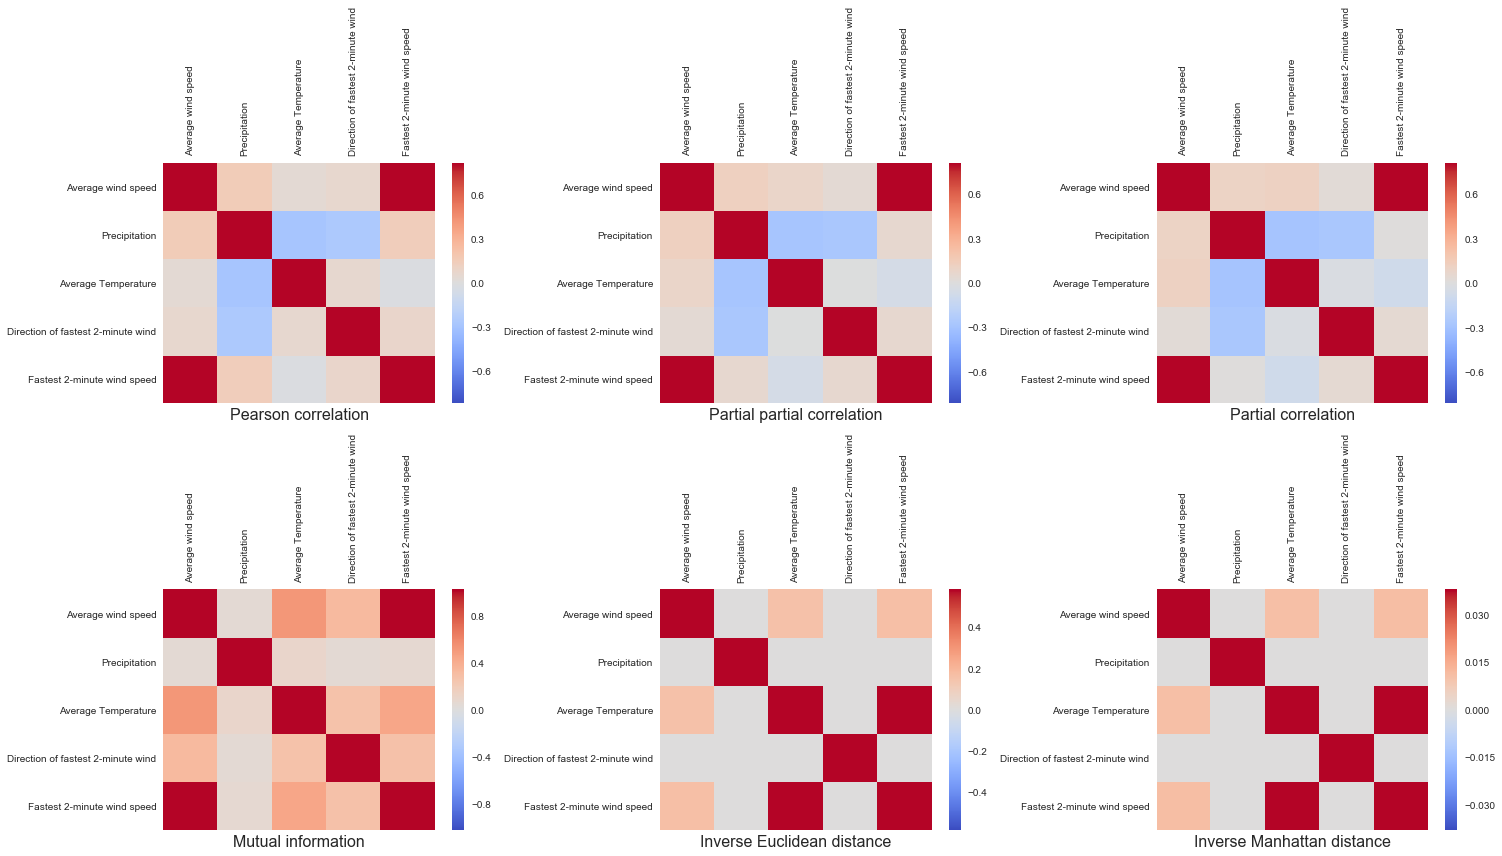 Average wind speed
Precipitation
Average Temperature
Direction of fastest 2-minute wind
Fastest 2-minute wind speed
Average wind speed
Precipitation
Average Temperature
Direction of fastest 2-minute wind
Fastest 2-minute wind speed
0.6
0.3
0.0
−0.3
−0.6
Pearson correlation
Average wind speed
Precipitation
Average Temperature
Direction of fastest 2-minute wind
Fastest 2-minute wind speed
Average wind speed
Precipitation
Average Temperature
Direction of fastest 2-minute wind
Fastest 2-minute wind speed
0.6
0.3
0.0
−0.3
−0.6
Partial partial correlation
Average wind speed
Precipitation
Average Temperature
Direction of fastest 2-minute wind
Fastest 2-minute wind speed
Average wind speed
Precipitation
Average Temperature
Direction of fastest 2-minute wind
Fastest 2-minute wind speed
0.6
0.3
0.0
−0.3
−0.6
Partial correlation
Average wind speed
Precipitation
Average Temperature
Direction of fastest 2-minute wind
Fastest 2-minute wind speed
Average wind speed
Precipitation
Average Temperature
Direction of fastest 2-minute wind
Fastest 2-minute wind speed
0.8
0.4
0.0
−0.4
−0.8
Mutual information
Average wind speed
Precipitation
Average Temperature
Direction of fastest 2-minute wind
Fastest 2-minute wind speed
Average wind speed
Precipitation
Average Temperature
Direction of fastest 2-minute wind
Fastest 2-minute wind speed
0.4
0.2
0.0
−0.2
−0.4
Inverse Euclidean distance
Average wind speed
Precipitation
Average Temperature
Direction of fastest 2-minute wind
Fastest 2-minute wind speed
Average wind speed
Precipitation
Average Temperature
Direction of fastest 2-minute wind
Fastest 2-minute wind speed
0.030
0.015
0.000
−0.015
−0.030
Inverse Manhattan distance